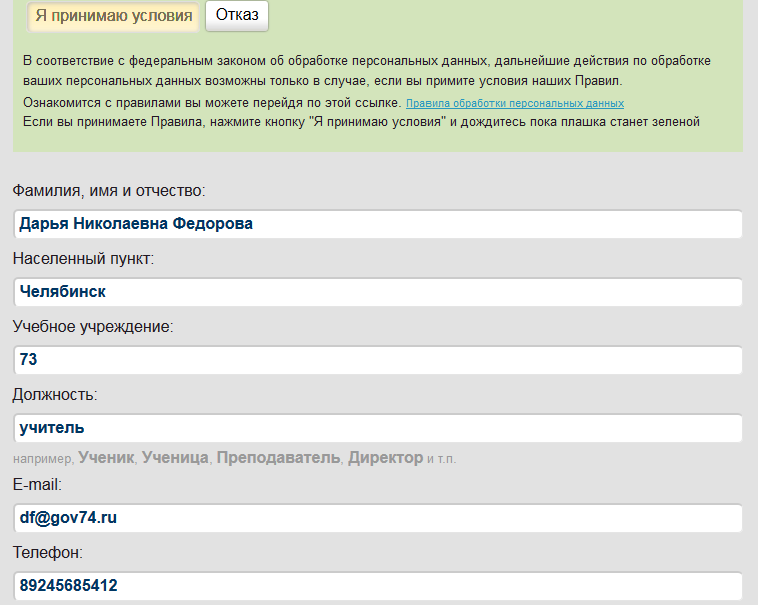 Я принимаю условия Отказ
В соответствие с федеральным законом об обработке персональных данных, дальнейшие действия по обработке
ваших персональных данных возможны только в случае, если вы примите условия наших Правил.
Ознакомится с правилами вы можете перейдя по этой ссылке. Правила обработки персональных данных
Если вы принимаете Правила, нажмите кнопку "Я принимаю условия" и дождитесь пока плашка станет зеленой
Фамилия, имя и отчество:
Дарья Николаевна Федорова
Населенный пункт:
Челябинск
Учебное учреждение:
73
Должность:
учитель
например, Ученик, Ученица, Преподаватель, Директор и т.п.
E-mail:
df@gov74.ru
Телефон:
89245685412